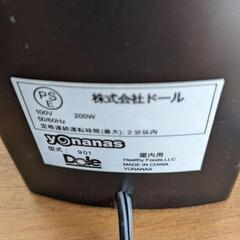 PSE
株式会社ドール
100V
50/60Hz 200W
定格連続運転時間(最大): 2分以内
yonanas
型式: 901
屋内用
Dole
Healthy Foods,LLC
MADE IN CHINA
YONANAS